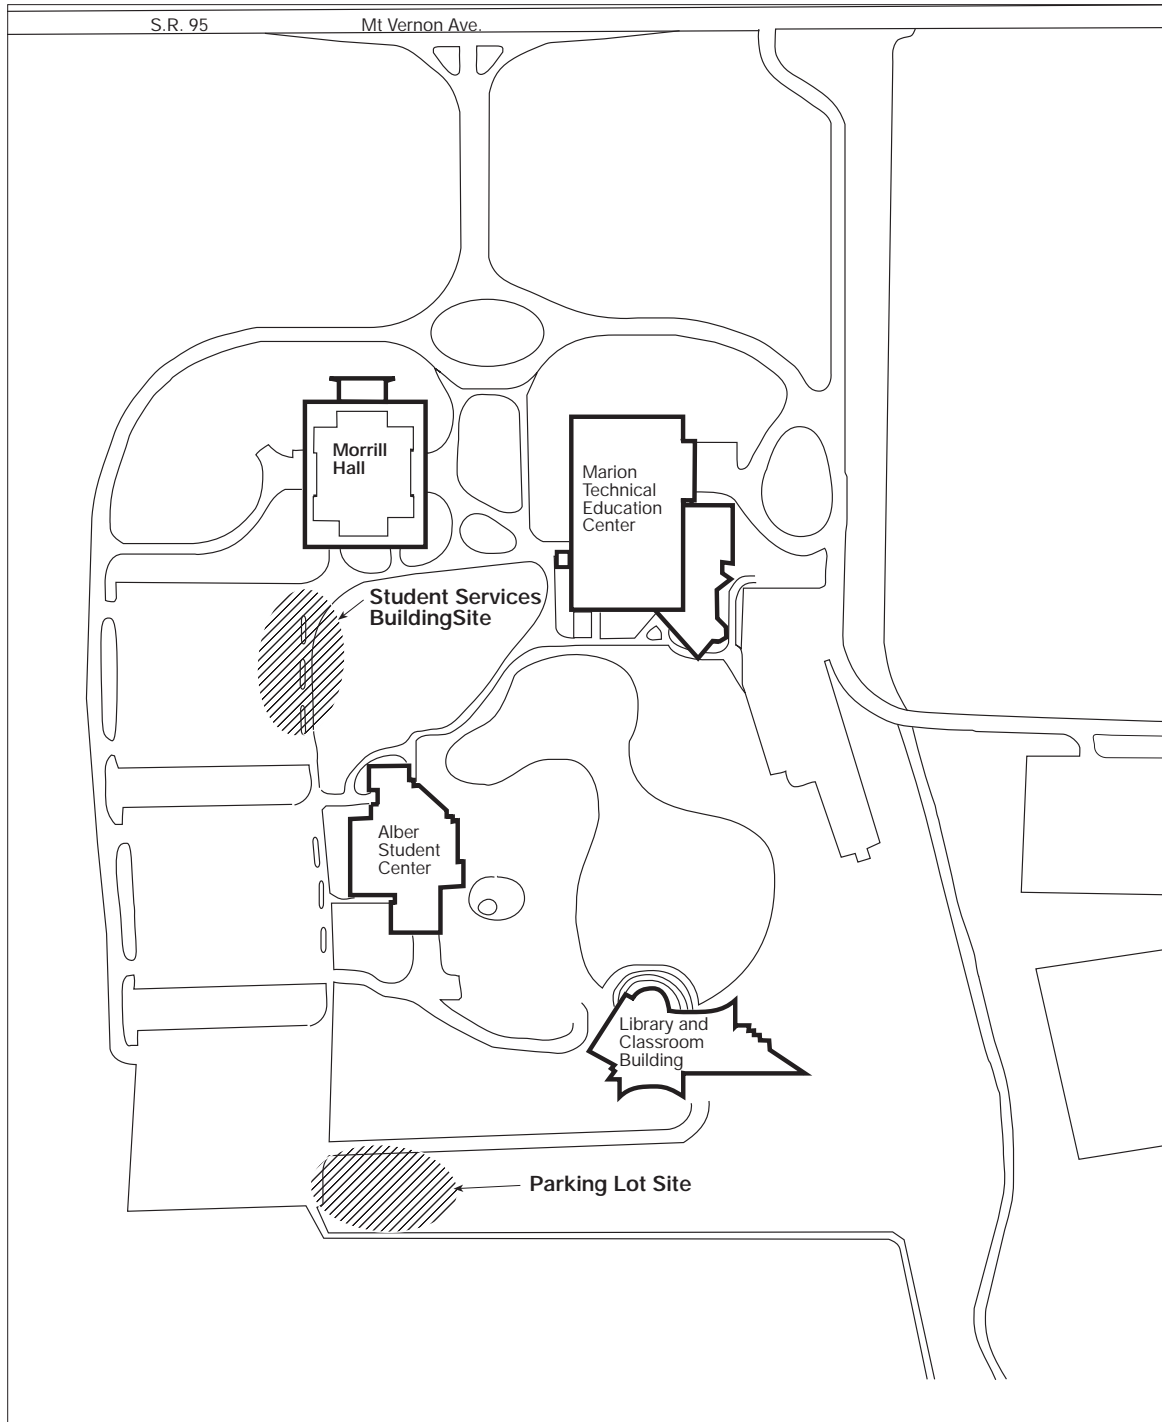 S.R. 95
Mt Vernon Ave.
Morrill
Hall
Marion
Technical
Education
Center
Student Services
BuildingSite
Alber
Student
Center
Library and
Classroom
Building
Parking Lot Site